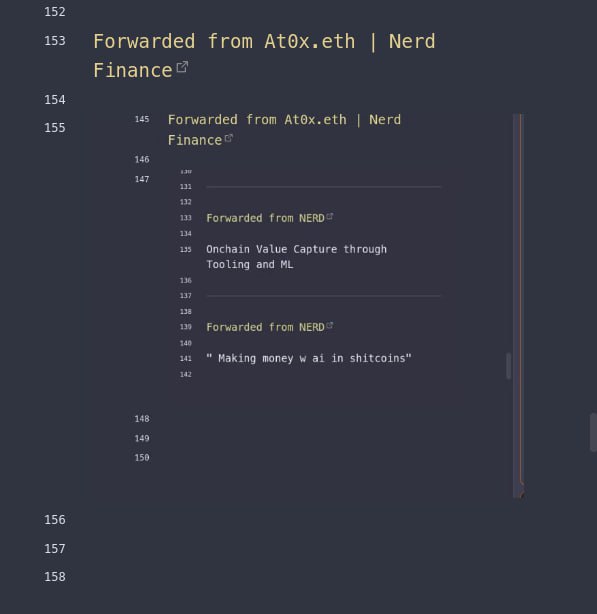 152
153 Forwarded from At0x.eth | Nerd
Finance
154
155
145 Forwarded from At0x.eth | Nerd
Finance
146
147
130
131
132
133 Forwarded from NERD
134
135 Onchain Value Capture through
Tooling and ML
136
137
138
139 Forwarded from NERD
140
141 " Making money w ai in shitcoins"
142
148
149
150
156
157
158